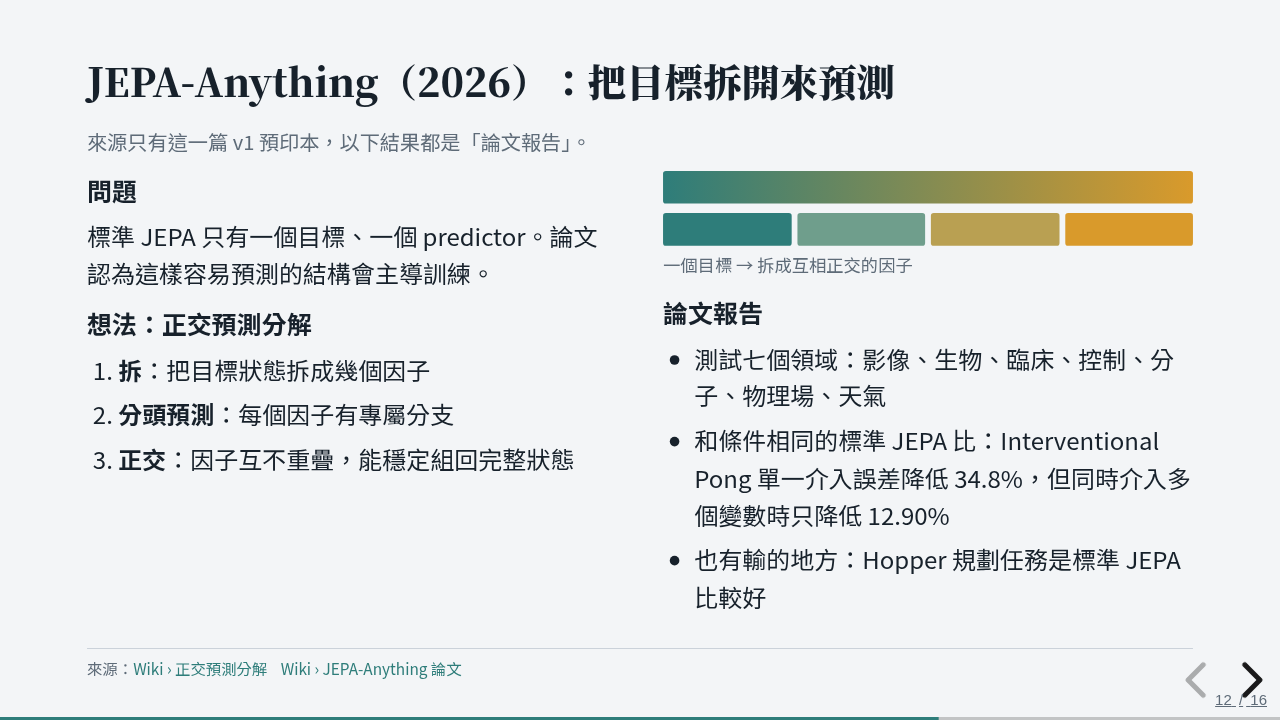 JEPA-Anything（2026）：把目標拆開來預測
來源只有這一篇 v1 預印本，以下結果都是「論文報告」。
問題
標準 JEPA 只有一個目標、一個 predictor。論文
認為這樣容易預測的結構會主導訓練。
想法：正交預測分解
1. 拆：把目標狀態拆成幾個因子
2. 分頭預測：每個因子有專屬分支
3. 正交：因子互不重疊，能穩定組回完整狀態
一個目標 → 拆成互相正交的因子
論文報告
• 測試七個領域：影像、生物、臨床、控制、分
子、物理場、天氣
• 和條件相同的標準 JEPA 比：Interventional
Pong 單一介入誤差降低 34.8%，但同時介入多
個變數時只降低 12.90%
• 也有輸的地方：Hopper 規劃任務是標準 JEPA
比較好
來源：Wiki › 正交預測分解 Wiki › JEPA-Anything 論文
12 / 16